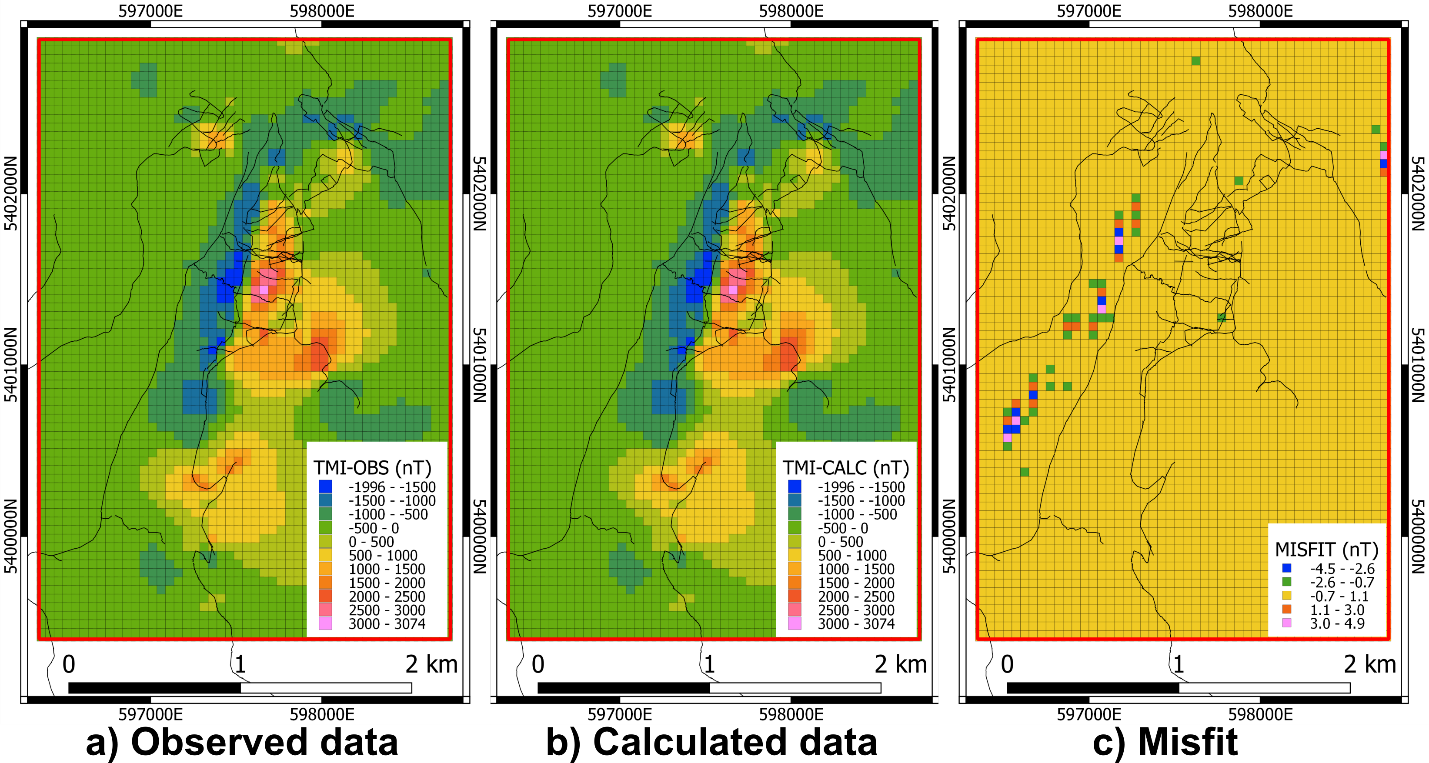 597000E 598000E 597000E 598000E 597000E 598000E
5402000N 5402000N 5402000N
5401000N 5401000N 5401000N
5400000N 5400000N 5400000N
TMI-OBS (nT)
-1996 - -1500
-1500 - -1000
-1000 - -500
-500 - 0
0 - 500
500 - 1000
1000 - 1500
1500 - 2000
2000 - 2500
2500 - 3000
3000 - 3074
TMI-CALC (nT)
-1996 - -1500
-1500 - -1000
-1000 - -500
-500 - 0
0 - 500
500 - 1000
1000 - 1500
1500 - 2000
2000 - 2500
2500 - 3000
3000 - 3074
MISFIT (nT)
-4.5 - -2.6
-2.6 - -0.7
-0.7 - 1.1
1.1 - 3.0
3.0 - 4.9
0 1 2 km 0 1 2 km 0 1 2 km
597000E 598000E 597000E 598000E 597000E 598000E
a) Observed data b) Calculated data c) Misfit